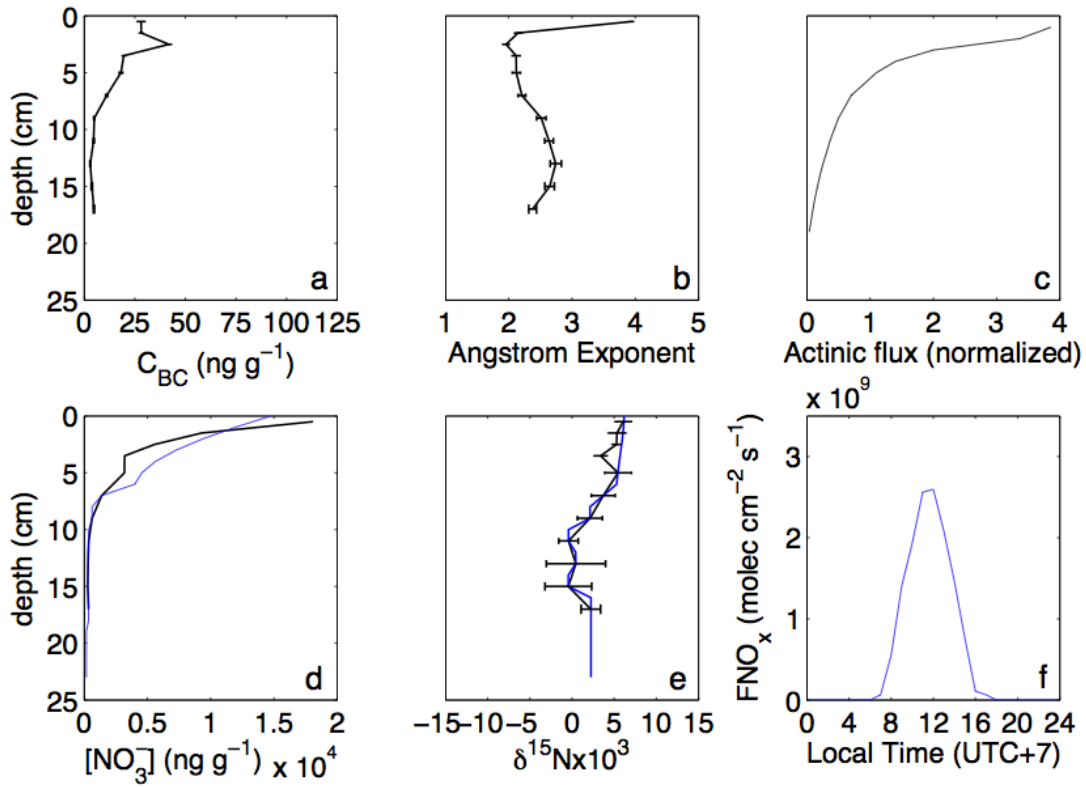 0
5
10
15
20
25
depth (cm)
a
0 25 50 75 100 125
C_BC (ng g⁻¹)
b
1 2 3 4 5
Angstrom Exponent
c
0 1 2 3 4
Actinic flux (normalized)
0
5
10
15
20
25
depth (cm)
d
0 0.5 1 1.5 2
[NO₃⁻] (ng g⁻¹) x 10⁴
e
−15 −10 −5 0 5 10 15
δ¹⁵Nx10³
x 10⁹
3
2
1
0
FNOₓ (molec cm⁻² s⁻¹)
f
0 4 8 12 16 20 24
Local Time (UTC+7)